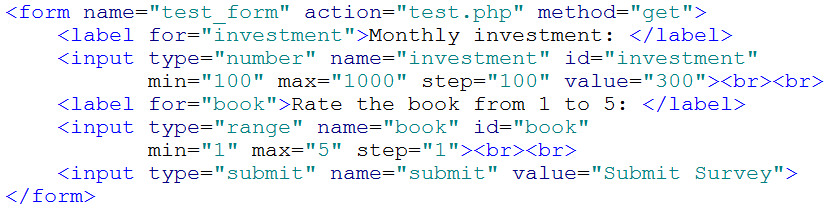 <form name="test_form" action="test.php" method="get">
    <label for="investment">Monthly investment: </label>
    <input type="number" name="investment" id="investment"
           min="100" max="1000" step="100" value="300"><br><br>
    <label for="book">Rate the book from 1 to 5: </label>
    <input type="range" name="book" id="book"
           min="1" max="5" step="1"><br><br>
    <input type="submit" name="submit" value="Submit Survey">
</form>